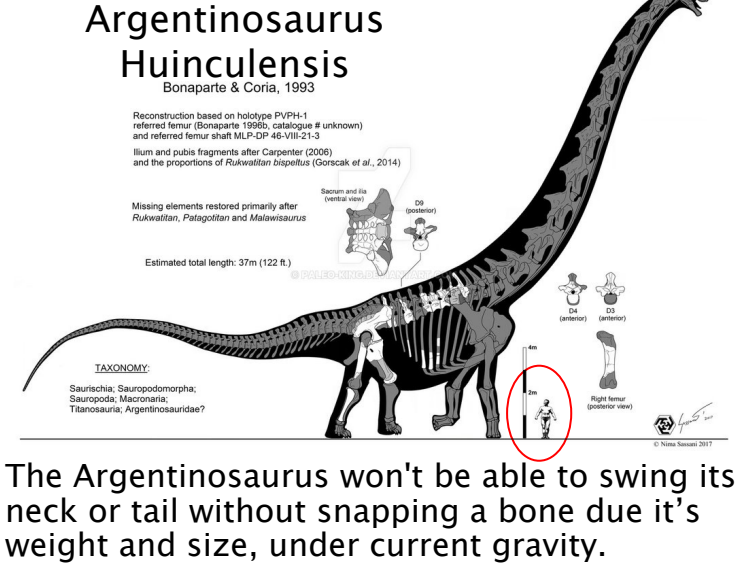 Argentinosaurus
Huinculensis
Bonaparte & Coria, 1993
Reconstruction based on holotype PVPH-1
referred femur (Bonaparte 1996b, catalogue # unknown)
and referred femur shaft MLP-DP 46-VIII-21-3
Ilium and pubis fragments after Carpenter (2006)
and the proportions of Rukwatitan bispeltus (Gorscak et al., 2014)
Missing elements restored primarily after
Rukwatitan, Patagotitan and Malawisaurus
Sacrum and ilia
(ventral view)
D9
(posterior)
Estimated total length: 37m (122 ft.)
© PALEO-KING.DEVIANTART
D4
(anterior)
D3
(anterior)
4m
2m
Right femur
(posterior view)
TAXONOMY:
Saurischia; Sauropodomorpha;
Sauropoda; Macronaria;
Titanosauria; Argentinosauridae?
© Nima Sassani 2017
The Argentinosaurus won't be able to swing its
neck or tail without snapping a bone due it’s
weight and size, under current gravity.